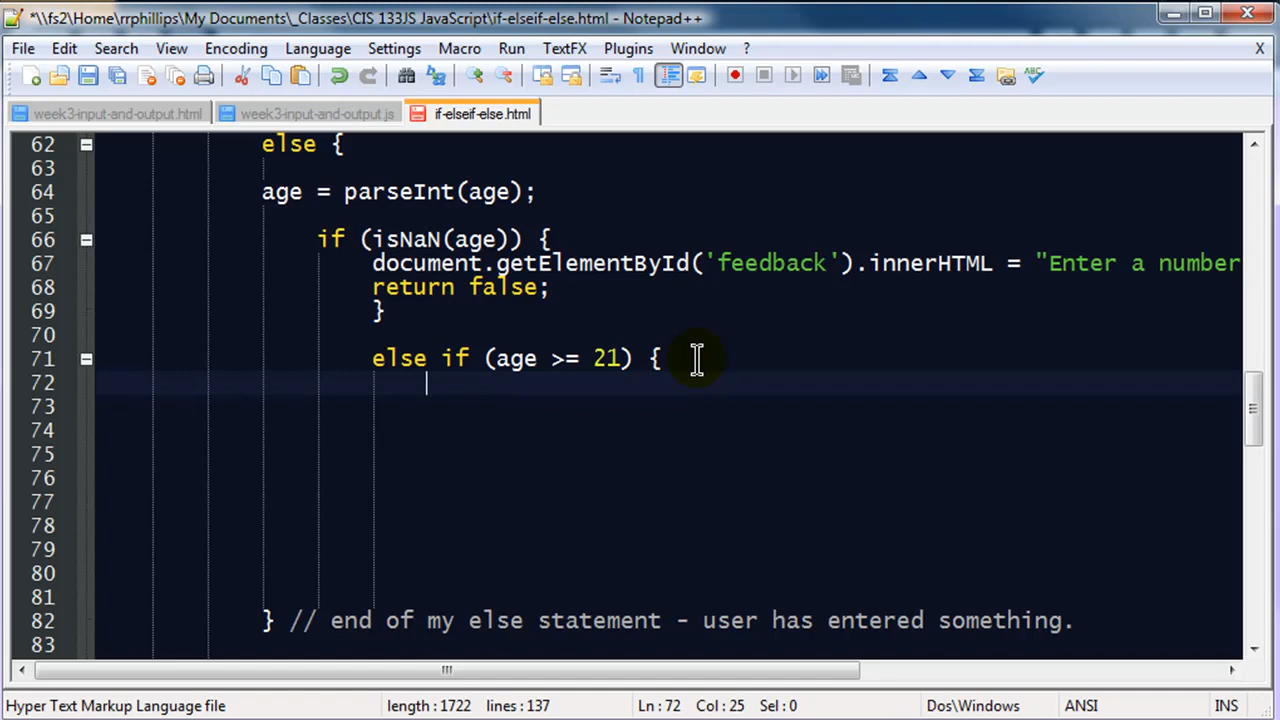 *\\fs2\Home\rrphillips\My Documents\_Classes\CIS 133JS JavaScript\if-elseif-else.html - Notepad++
File Edit Search View Encoding Language Settings Macro Run TextFX Plugins Window ? X
week3-input-and-output.html week3-input-and-output.js if-elseif-else.html
62 else {
63
64 age = parseInt(age);
65
66 if (isNaN(age)) {
67 document.getElementById('feedback').innerHTML = "Enter a number
68 return false;
69 }
70
71 else if (age >= 21) {
72
73
74
75
76
77
78
79
80
81
82 } // end of my else statement - user has entered something.
83
Hyper Text Markup Language file length : 1722 lines : 137 Ln : 72 Col : 25 Sel : 0 Dos\Windows ANSI INS